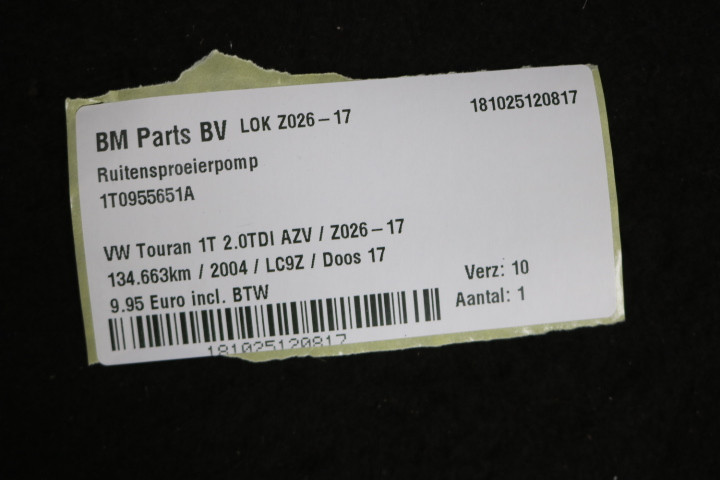 BM Parts BV LOK Z026-17 181025120817
Ruitensproeierpomp
1T0955651A
VW Touran 1T 2.0TDI AZV / Z026-17
134.663km / 2004 / LC9Z / Doos 17
Verz: 10
9.95 Euro incl. BTW
Aantal: 1
181025120817